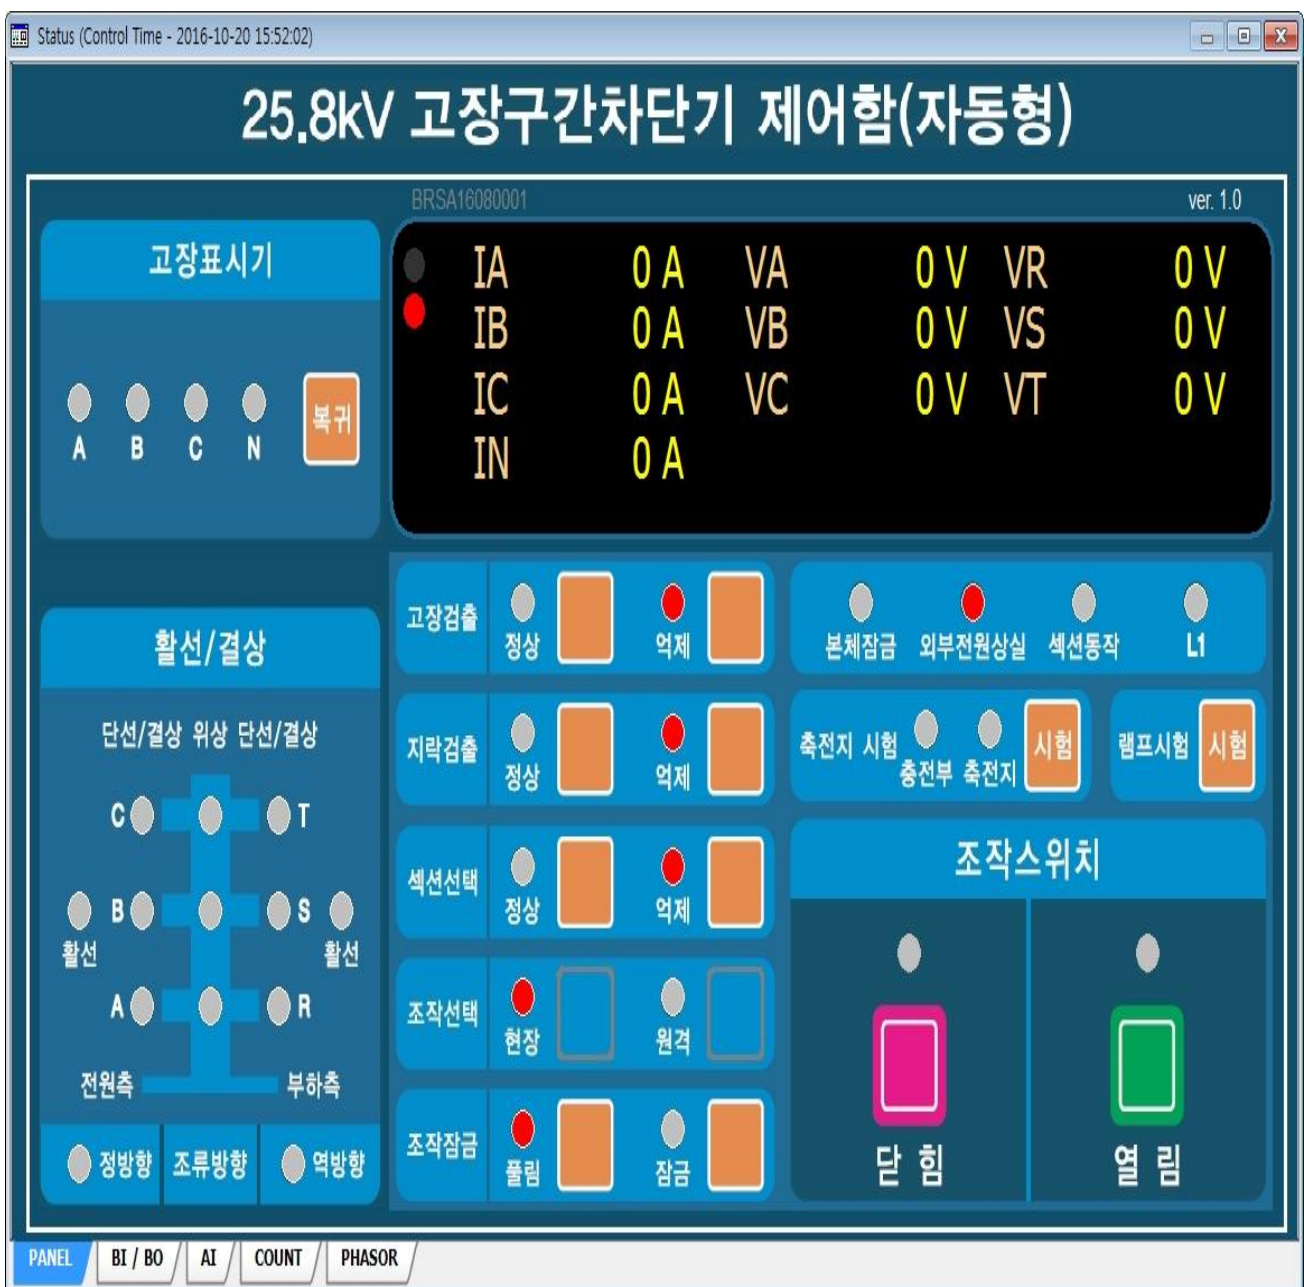 Status (Control Time - 2016-10-20 15:52:02)
25.8kV 고장구간차단기 제어함(자동형)
BRSA16080001
ver. 1.0
고장표시기
A B C N 복귀
IA 0 A VA 0 V VR 0 V
IB 0 A VB 0 V VS 0 V
IC 0 A VC 0 V VT 0 V
IN 0 A
활선/결상
단선/결상 위상 단선/결상
C T
B S
활선 활선
A R
전원측 부하측
정방향 조류방향 역방향
고장검출 정상 억제
지락검출 정상 억제
섹션선택 정상 억제
조작선택 현장 원격
조작잠금 풀림 잠금
본체잠금 외부전원상실 섹션동작 L1
축전지 시험 충전부 축전지 시험
램프시험 시험
조작스위치
닫 힘 열 림
PANEL BI / BO AI COUNT PHASOR